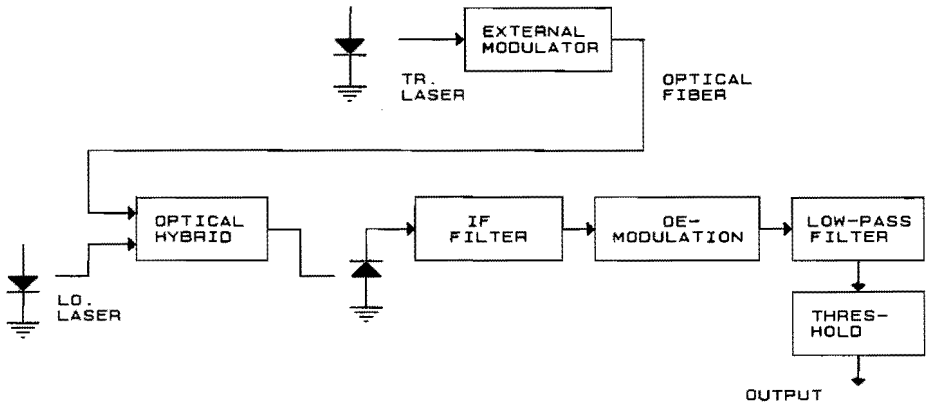 EXTERNAL
MODULATOR
TR.
LASER
OPTICAL
FIBER
OPTICAL
HYBRID
LO.
LASER
IF
FILTER
DE-
MODULATION
LOW-PASS
FILTER
THRES-
HOLD
OUTPUT